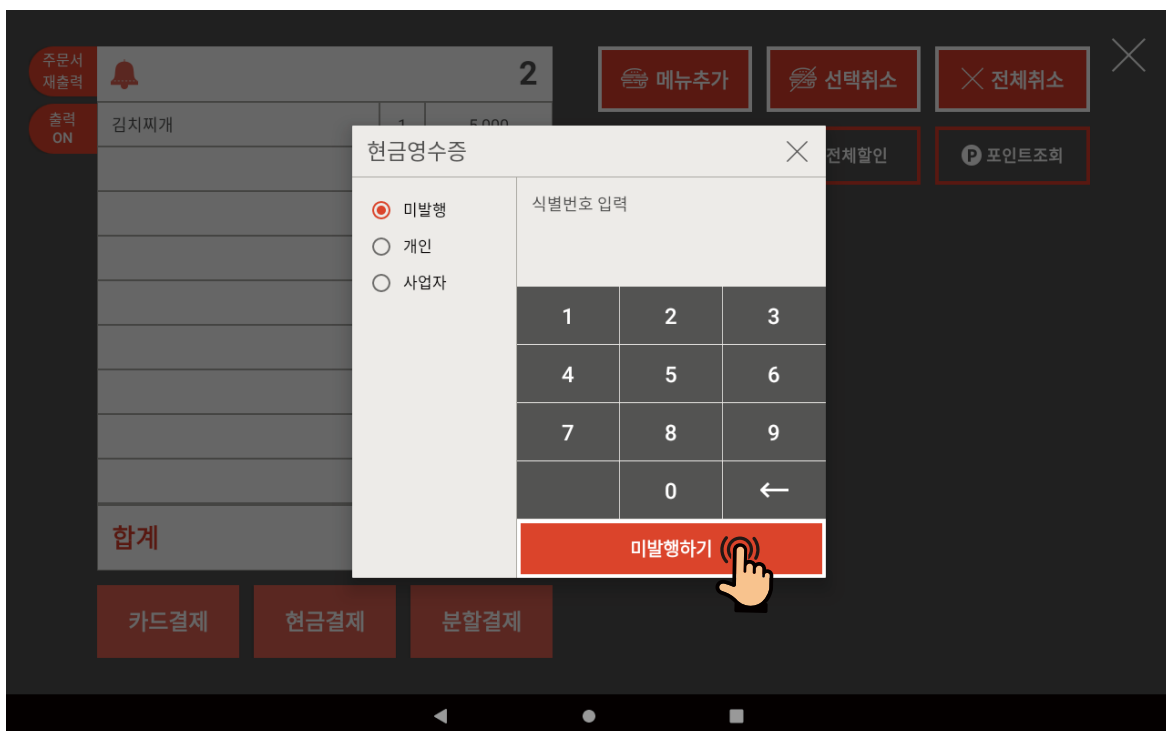 주문서
재출력
2
메뉴추가
선택취소
전체취소
출력
ON
김치찌개
1
5,000
전체할인
P 포인트조회
현금영수증
미발행
개인
사업자
식별번호 입력
1 2 3
4 5 6
7 8 9
0 ←
미발행하기
합계
카드결제
현금결제
분할결제